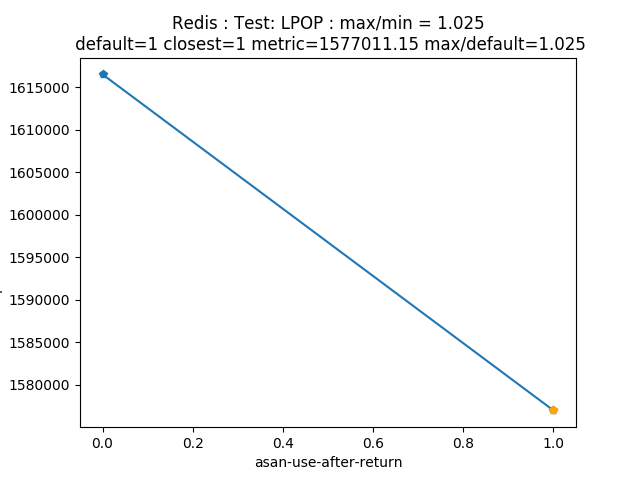 Redis : Test: LPOP : max/min = 1.025
default=1 closest=1 metric=1577011.15 max/default=1.025
1615000
1610000
1605000
1600000
1595000
1590000
1585000
1580000
0.0 0.2 0.4 0.6 0.8 1.0
asan-use-after-return